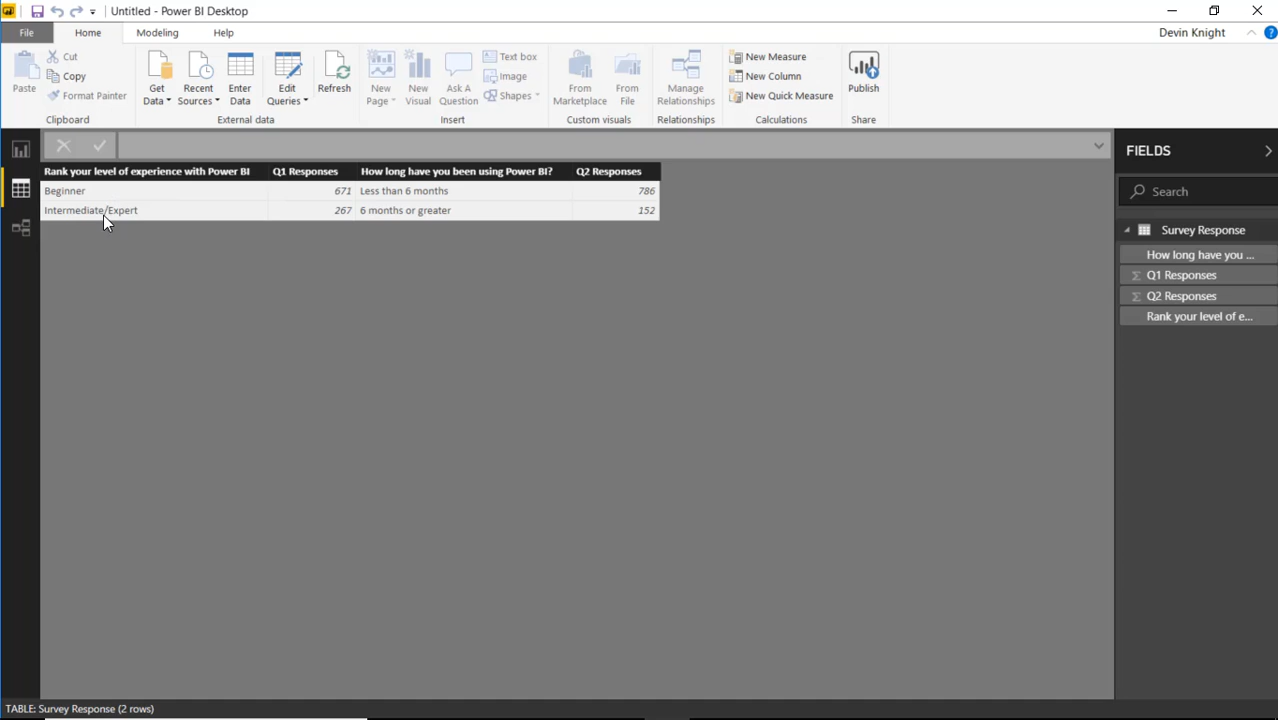 Untitled - Power BI Desktop
File Home Modeling Help Devin Knight ?
Paste
Cut
Copy
Format Painter
Clipboard
Get Data
Recent Sources
Enter Data
Edit Queries
Refresh
External data
New Page
New Visual
Ask A Question
Text box
Image
Shapes
Insert
From Marketplace
From File
Custom visuals
Manage Relationships
Relationships
New Measure
New Column
New Quick Measure
Calculations
Publish
Share
Rank your level of experience with Power BI Q1 Responses How long have you been using Power BI? Q2 Responses
Beginner 671 Less than 6 months 786
Intermediate/Expert 267 6 months or greater 152
FIELDS
Search
Survey Response
How long have you ...
Σ Q1 Responses
Σ Q2 Responses
Rank your level of e...
TABLE: Survey Response (2 rows)